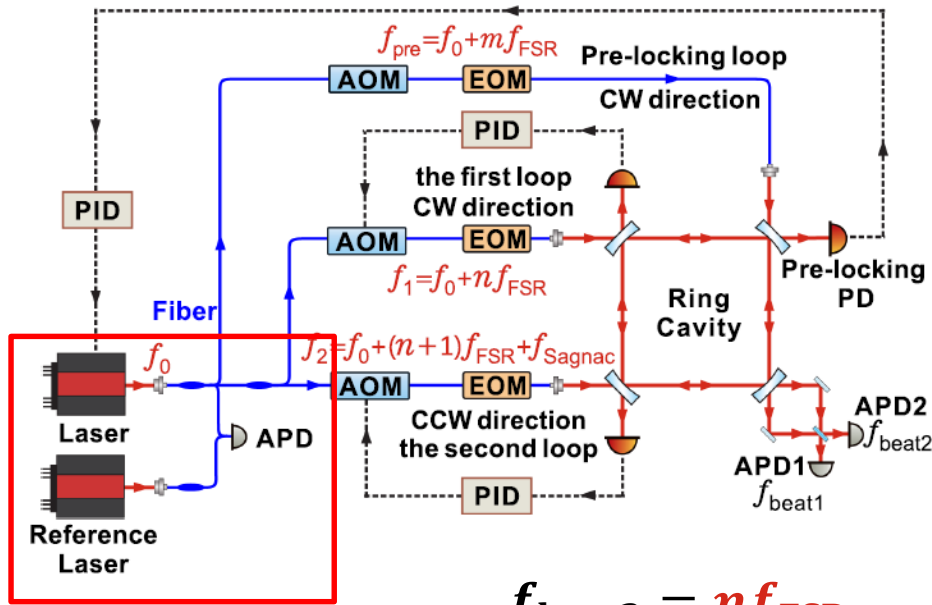 f_pre=f_0+mf_FSR
Pre-locking loop
AOM
EOM
CW direction
PID
the first loop
CW direction
PID
AOM
EOM
f_1=f_0+nf_FSR
Pre-locking
PD
Fiber
Ring
Cavity
f_0
f_2=f_0+(n+1)f_FSR+f_Sagnac
AOM
EOM
Laser
APD
CCW direction
the second loop
APD2
f_beat2
APD1
f_beat1
PID
Reference
Laser